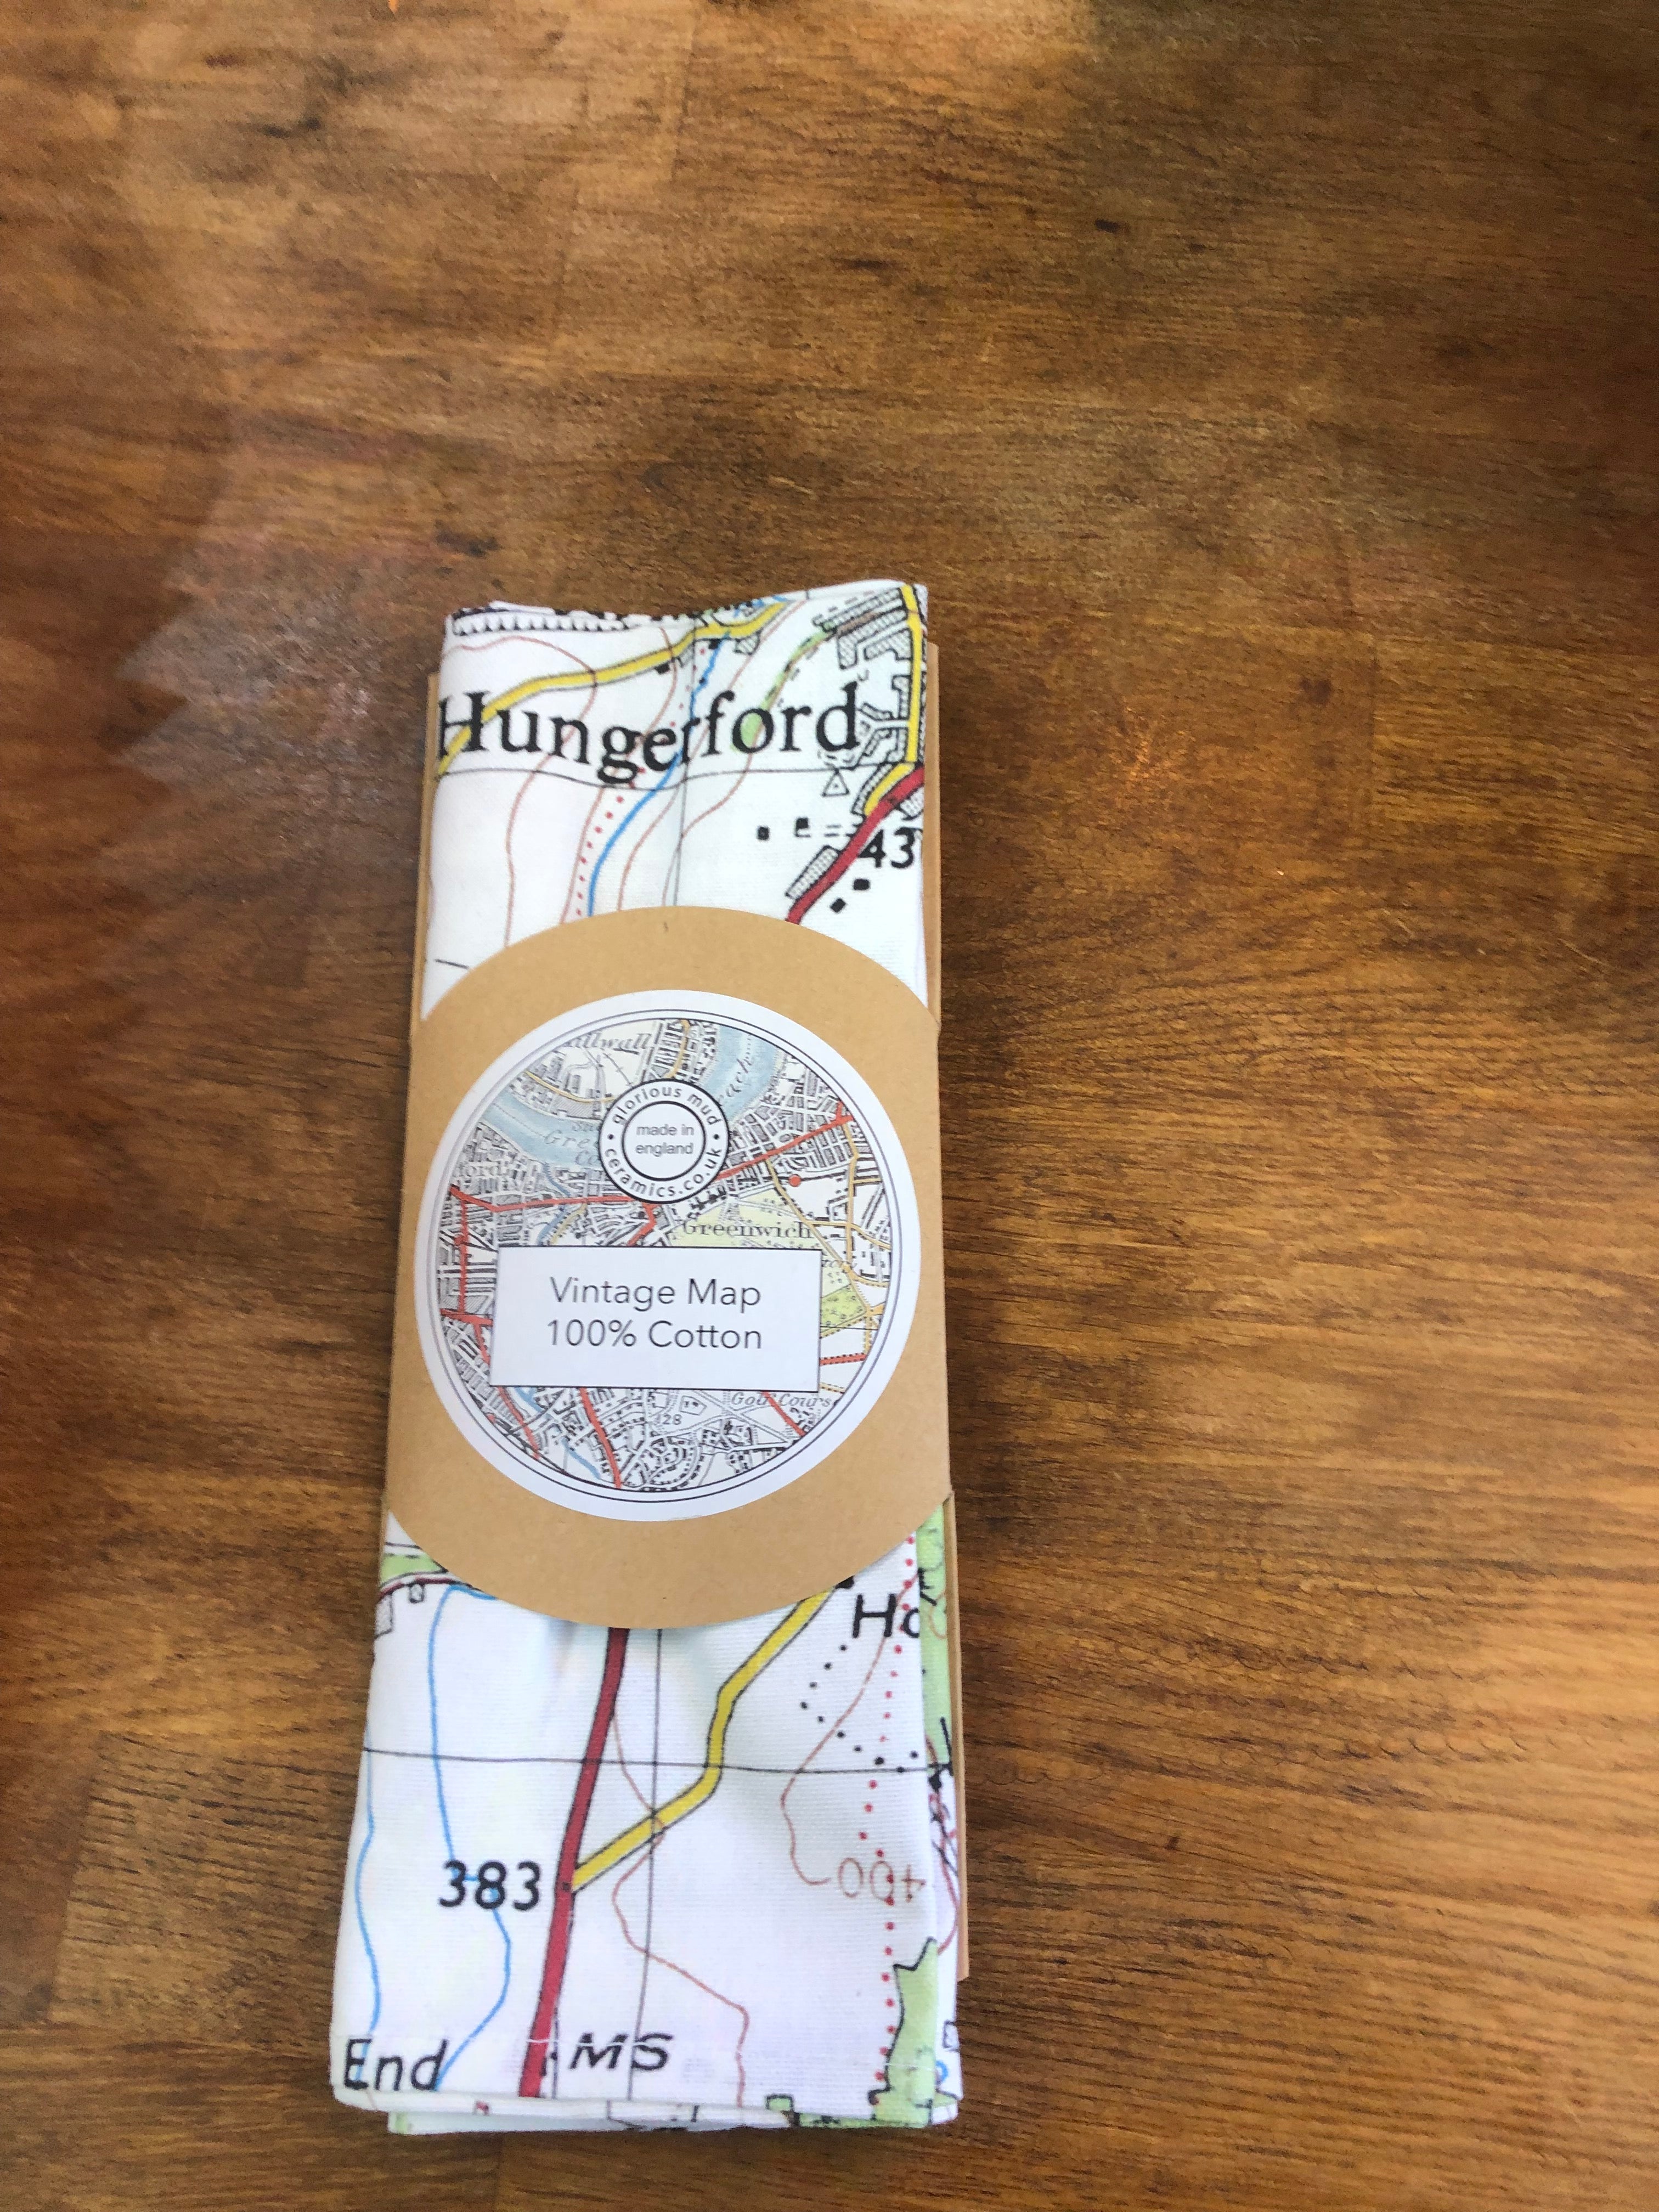 Hungerford
43
glorious mud
ceramics.co.uk
made in
england
Greenwich
Vintage Map
100% Cotton
328
383
400
End
MS